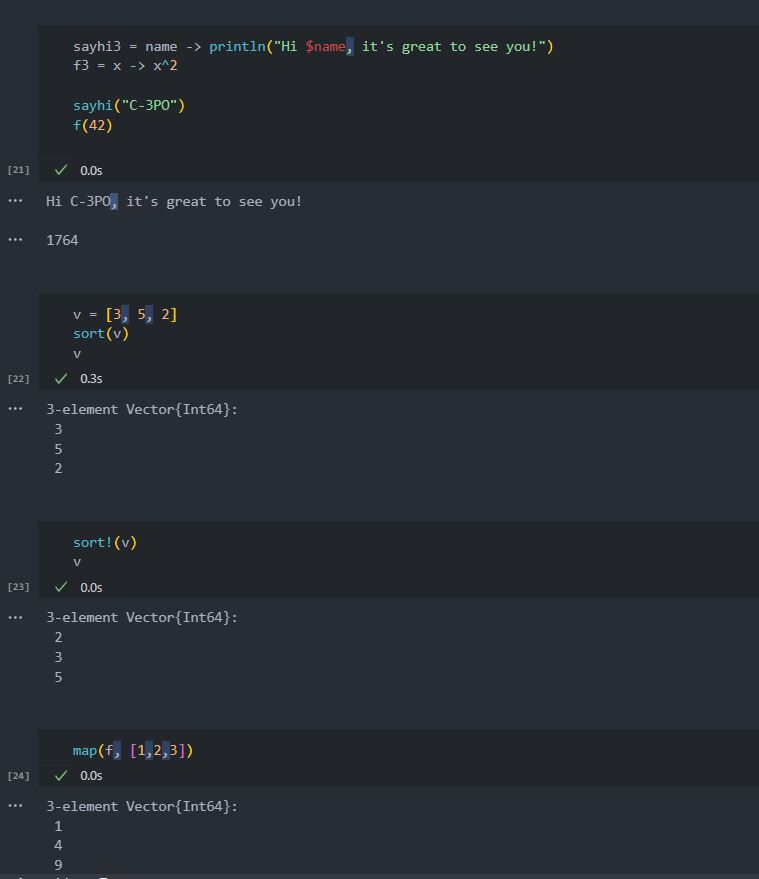 sayhi3 = name -> println("Hi $name, it's great to see you!")
f3 = x -> x^2
sayhi("C-3PO")
f(42)
[21] ✓ 0.0s
... Hi C-3PO, it's great to see you!
... 1764
v = [3, 5, 2]
sort(v)
v
[22] ✓ 0.3s
... 3-element Vector{Int64}:
3
5
2
sort!(v)
v
[23] ✓ 0.0s
... 3-element Vector{Int64}:
2
3
5
map(f, [1,2,3])
[24] ✓ 0.0s
... 3-element Vector{Int64}:
1
4
9